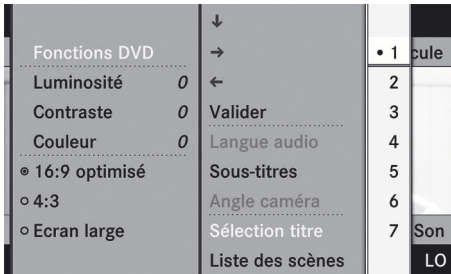 Fonctions DVD
Luminosité 0
Contraste 0
Couleur 0
16:9 optimisé
4:3
Ecran large
↓
→
←
Valider
Langue audio
Sous-titres
Angle caméra
Sélection titre
Liste des scènes
• 1
2
3
4
5
6
7
cule
Son
LO